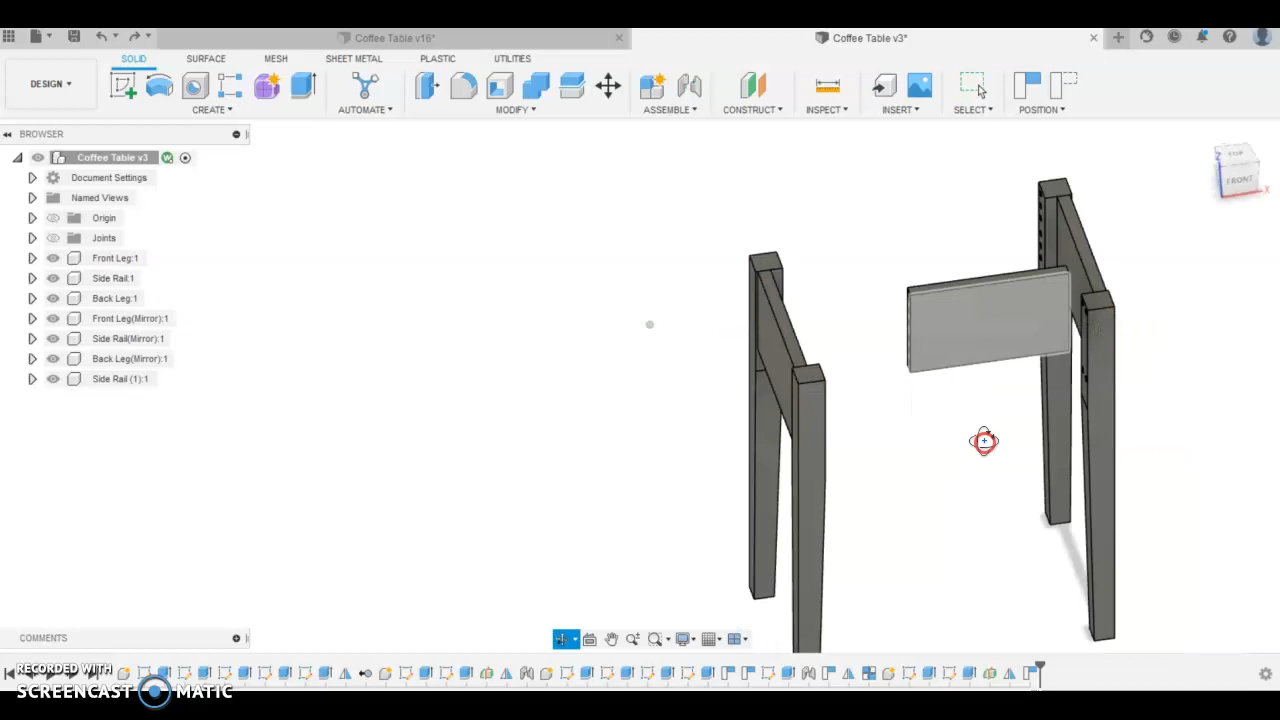 Coffee Table v16*
Coffee Table v3*
DESIGN
SOLID
SURFACE
MESH
SHEET METAL
PLASTIC
UTILITIES
CREATE
AUTOMATE
MODIFY
ASSEMBLE
CONSTRUCT
INSPECT
INSERT
SELECT
POSITION
BROWSER
Coffee Table v3
Document Settings
Named Views
Origin
Joints
Front Leg:1
Side Rail:1
Back Leg:1
Front Leg(Mirror):1
Side Rail(Mirror):1
Back Leg(Mirror):1
Side Rail (1):1
TOP
FRONT
Z
X
COMMENTS
RECORDED WITH
SCREENCAST MATIC